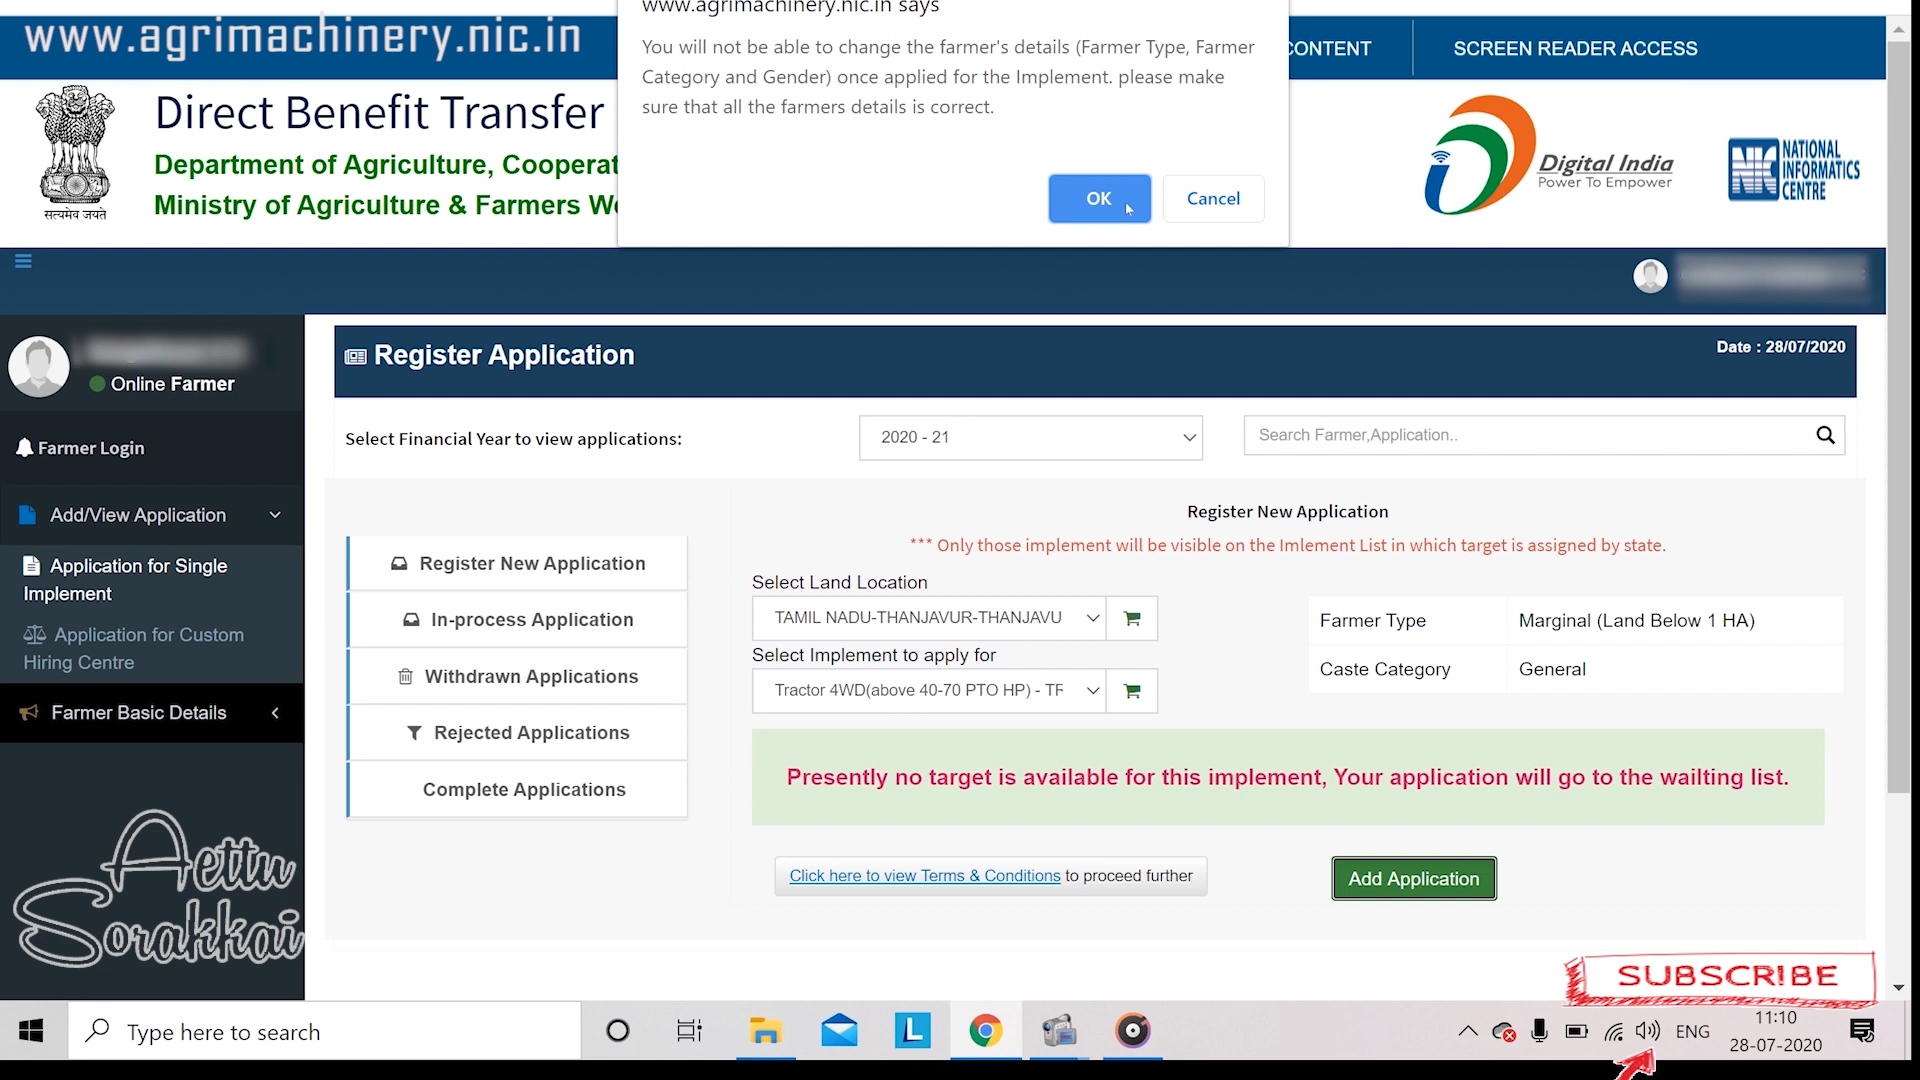 www.agrimachinery.nic.in
www.agrimachinery.nic.in says
You will not be able to change the farmer's details (Farmer Type, Farmer
Category and Gender) once applied for the Implement. please make
sure that all the farmers details is correct.
OK
Cancel
CONTENT
SCREEN READER ACCESS
सत्यमेव जयते
Direct Benefit Transfer
Department of Agriculture, Cooperat
Ministry of Agriculture & Farmers We
Digital India
Power To Empower
NIC
NATIONAL
INFORMATICS
CENTRE
Online Farmer
Farmer Login
Add/View Application
Application for Single
Implement
Application for Custom
Hiring Centre
Farmer Basic Details
Aettu
Sorakkai
Register Application
Date : 28/07/2020
Select Financial Year to view applications:
2020 - 21
Search Farmer,Application..
Register New Application
In-process Application
Withdrawn Applications
Rejected Applications
Complete Applications
Register New Application
*** Only those implement will be visible on the Imlement List in which target is assigned by state.
Select Land Location
TAMIL NADU-THANJAVUR-THANJAVU
Select Implement to apply for
Tractor 4WD(above 40-70 PTO HP) - TF
Farmer Type
Marginal (Land Below 1 HA)
Caste Category
General
Presently no target is available for this implement, Your application will go to the wailting list.
Click here to view Terms & Conditions to proceed further
Add Application
SUBSCRIBE
Type here to search
L
ENG
11:10
28-07-2020